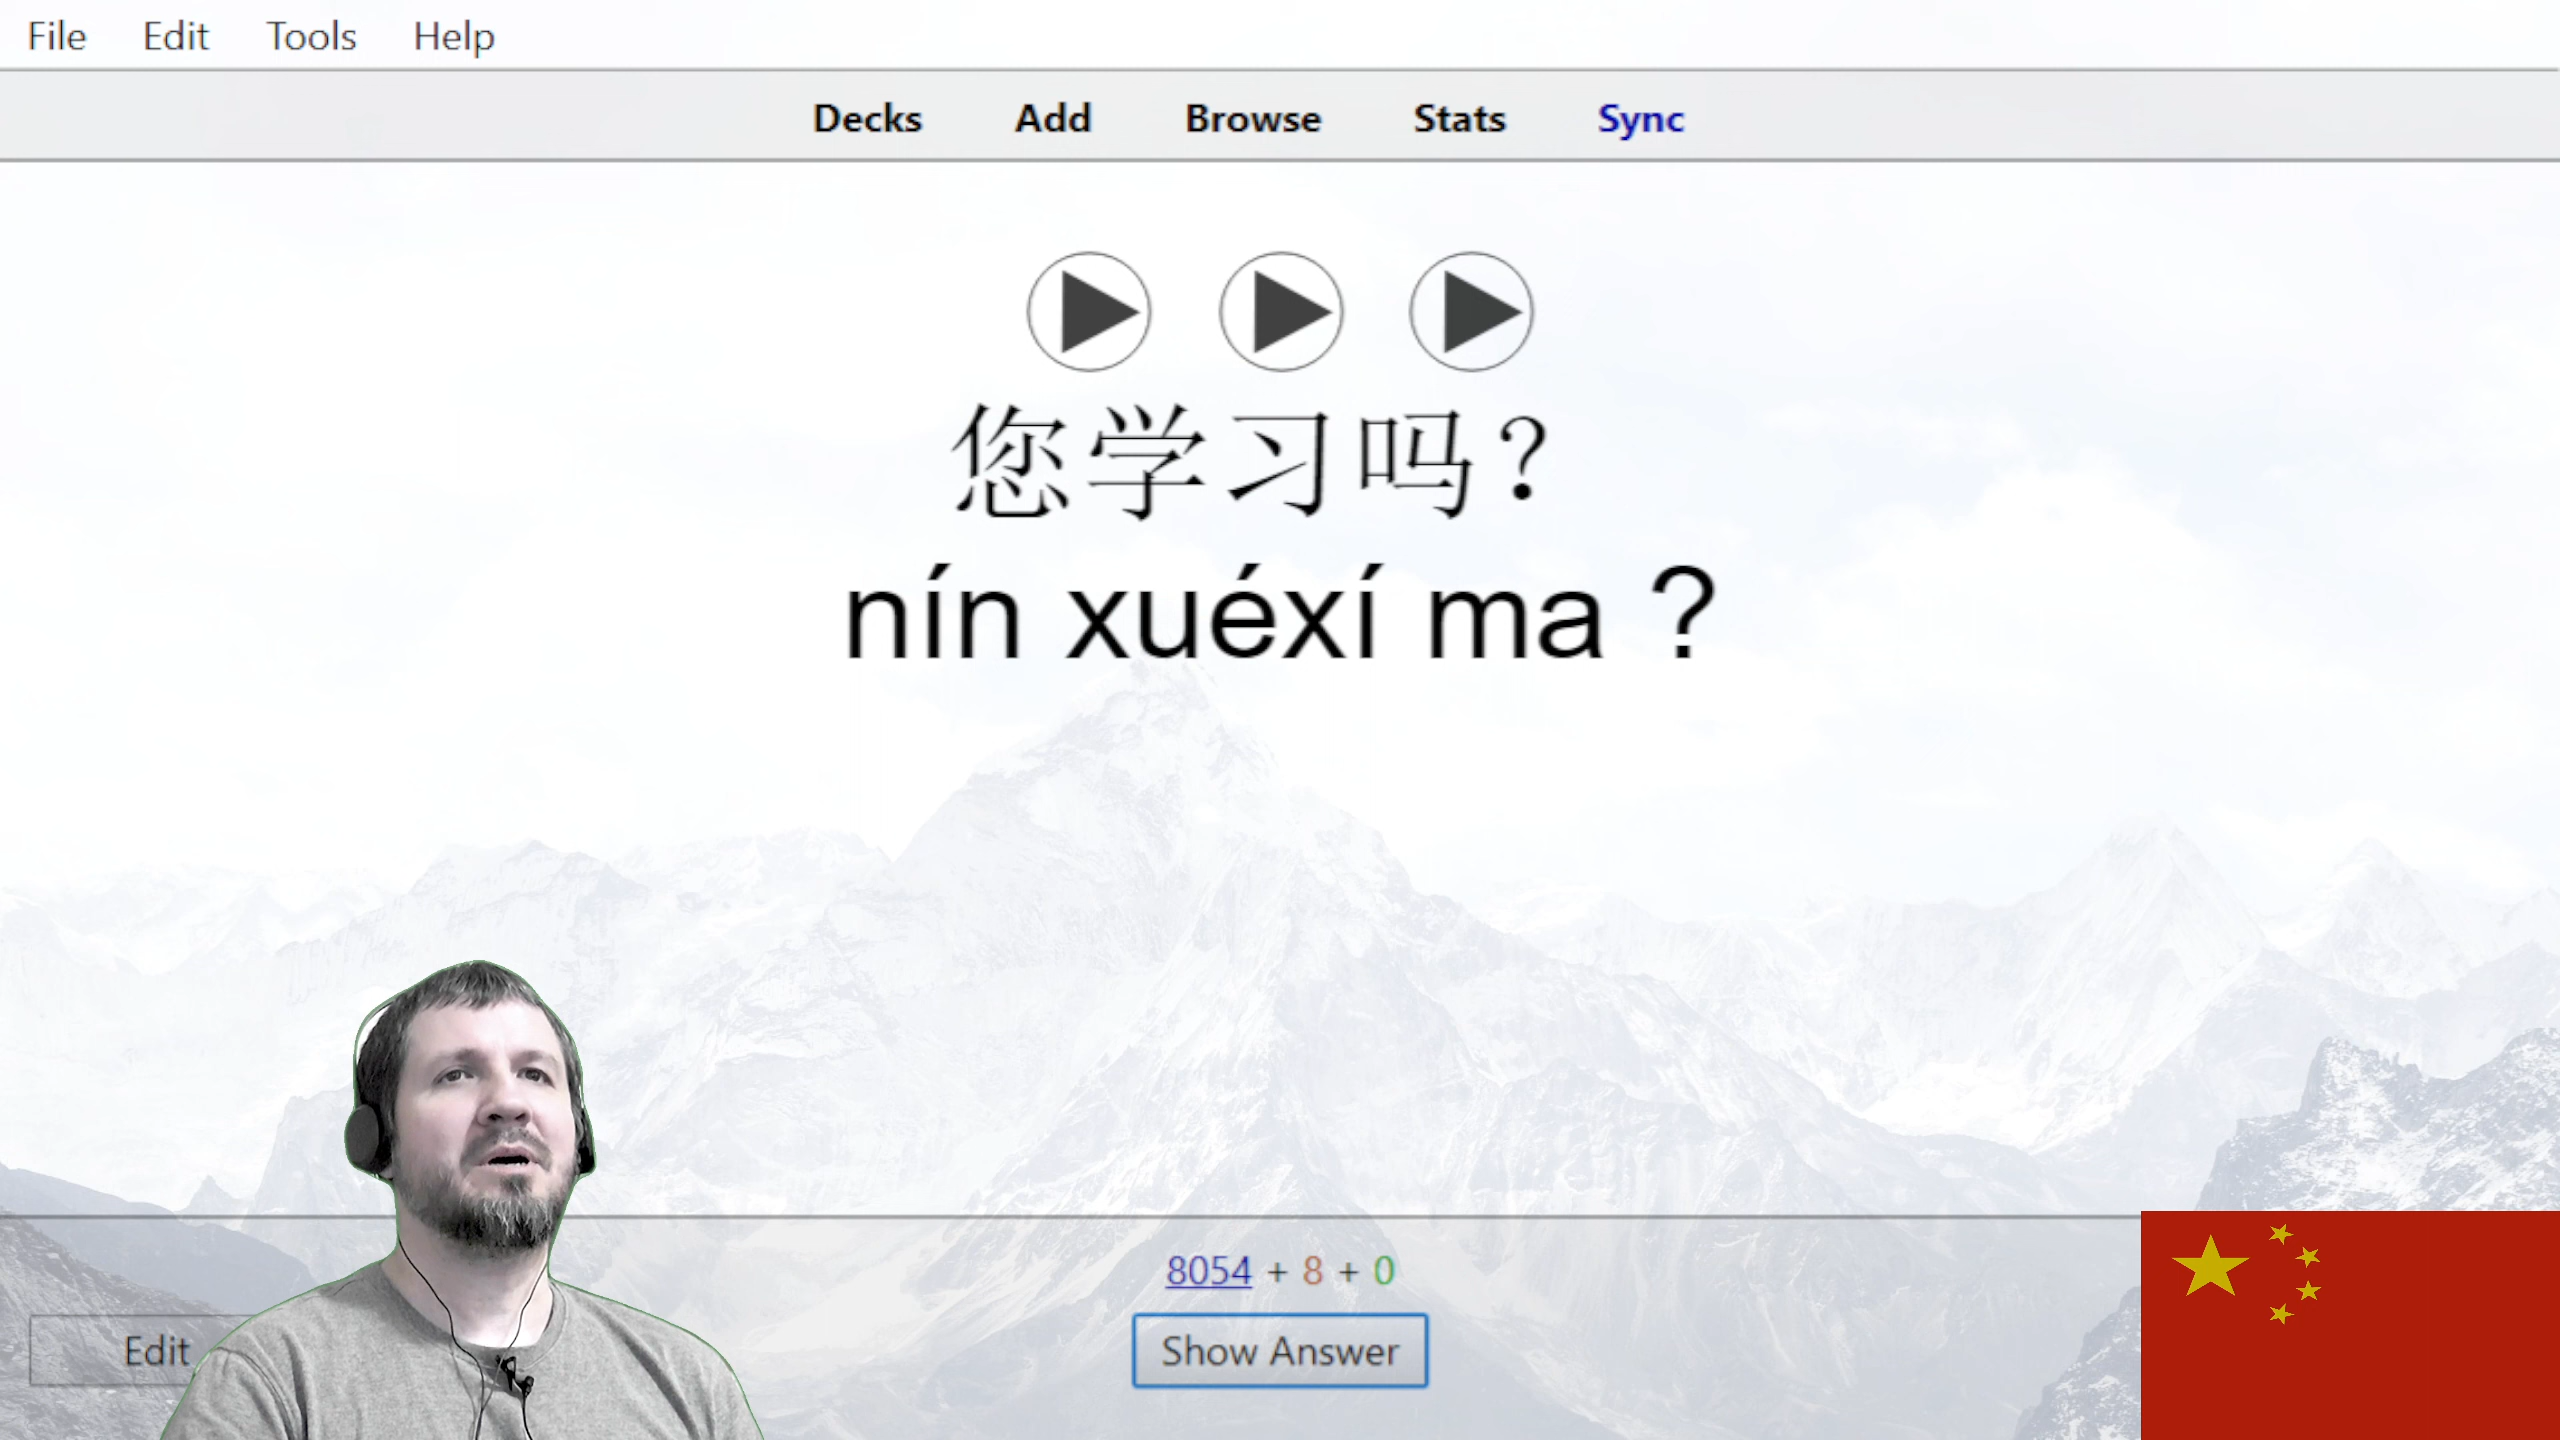 File Edit Tools Help
Decks Add Browse Stats Sync
您学习吗？
nín xuéxí ma ?
8054 + 8 + 0
Edit
Show Answer